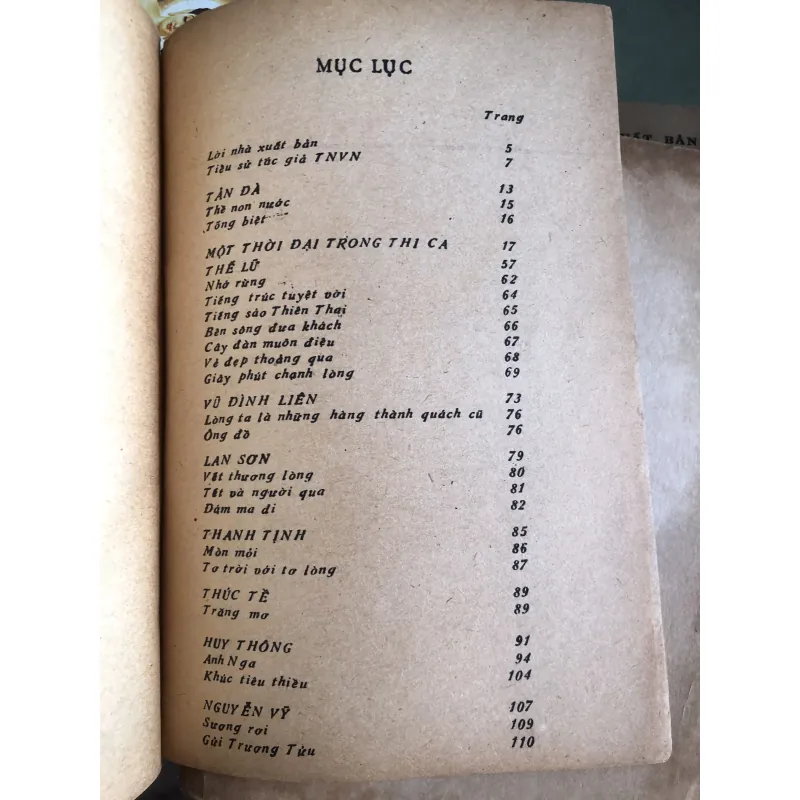 MỤC LỤC
Trang
Lời nhà xuất bản 5
Tiểu sử tác giả TNVN 7
TẢN ĐÀ 13
Thề non nước 15
Tống biệt 16
MỘT THỜI ĐẠI TRONG THI CA 17
THẾ LỮ 57
Nhớ rừng 62
Tiếng trúc tuyệt vời 64
Tiếng sáo Thiên Thai 65
Bên sông đưa khách 66
Cây đàn muôn điệu 67
Vẻ đẹp thoáng qua 68
Giây phút chạnh lòng 69
VŨ ĐÌNH LIÊN 73
Lòng ta là những hàng thành quách cũ 76
Ông đồ 76
LAN SƠN 79
Vết thương lòng 80
Tết và người qua 81
Đám ma đi 82
THANH TỊNH 85
Mòn mỏi 86
Tơ trời với tơ lòng 87
THÚC TỀ 89
Trăng mơ 89
HUY THÔNG 91
Anh Nga 94
Khúc tiêu thiều 104
NGUYỄN VỸ 107
Sương rơi 109
Gửi Trương Tửu 110
XUẤT BẢN